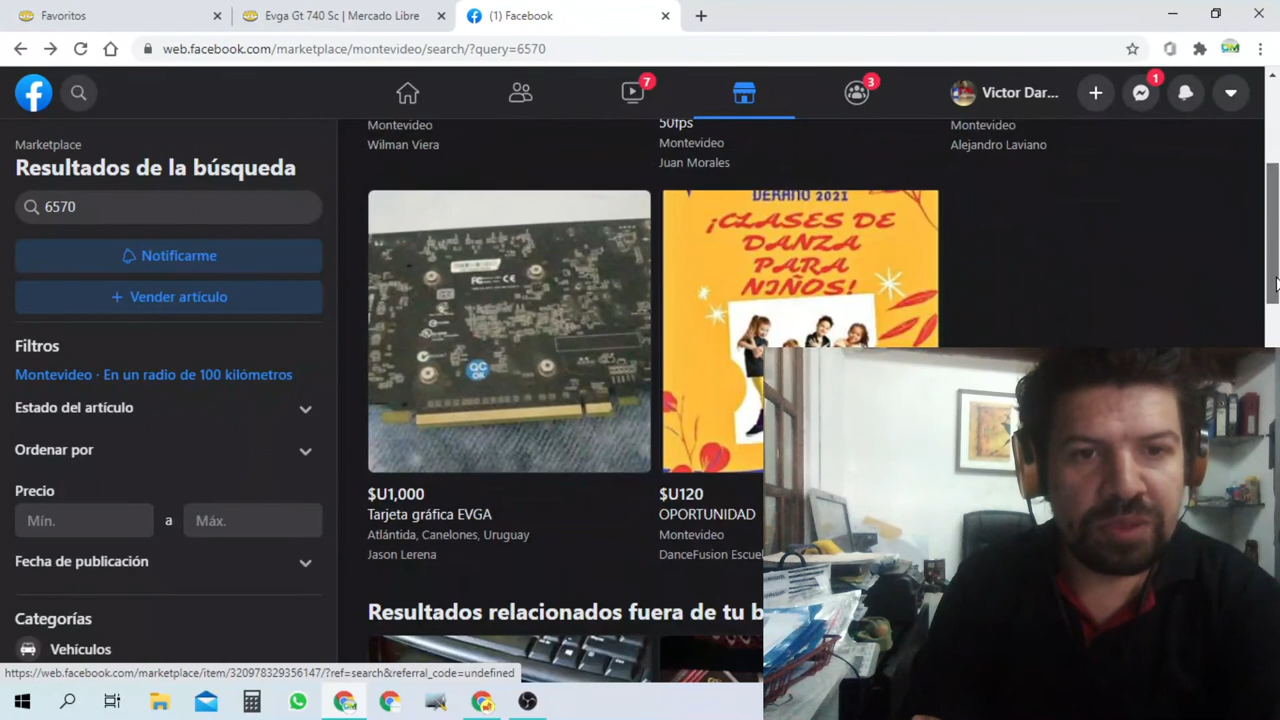 Favoritos
Evga Gt 740 Sc | Mercado Libre
(1) Facebook
web.facebook.com/marketplace/montevideo/search/?query=6570
7
3
Victor Dar...
1
Marketplace
Resultados de la búsqueda
6570
Notificarme
+ Vender artículo
Filtros
Montevideo · En un radio de 100 kilómetros
Estado del artículo
Ordenar por
Precio
Mín.
a
Máx.
Fecha de publicación
Categorías
Vehículos
Montevideo
Wilman Viera
50fps
Montevideo
Juan Morales
Montevideo
Alejandro Laviano
FC CE
QC
OK
VERANO 2021
¡CLASES DE
DANZA
PARA
NIÑOS!
$U1,000
Tarjeta gráfica EVGA
Atlántida, Canelones, Uruguay
Jason Lerena
$U120
OPORTUNIDAD
Montevideo
DanceFusion Escue
Resultados relacionados fuera de tu b
https://web.facebook.com/marketplace/item/320978329356147/?ref=search&referral_code=undefined